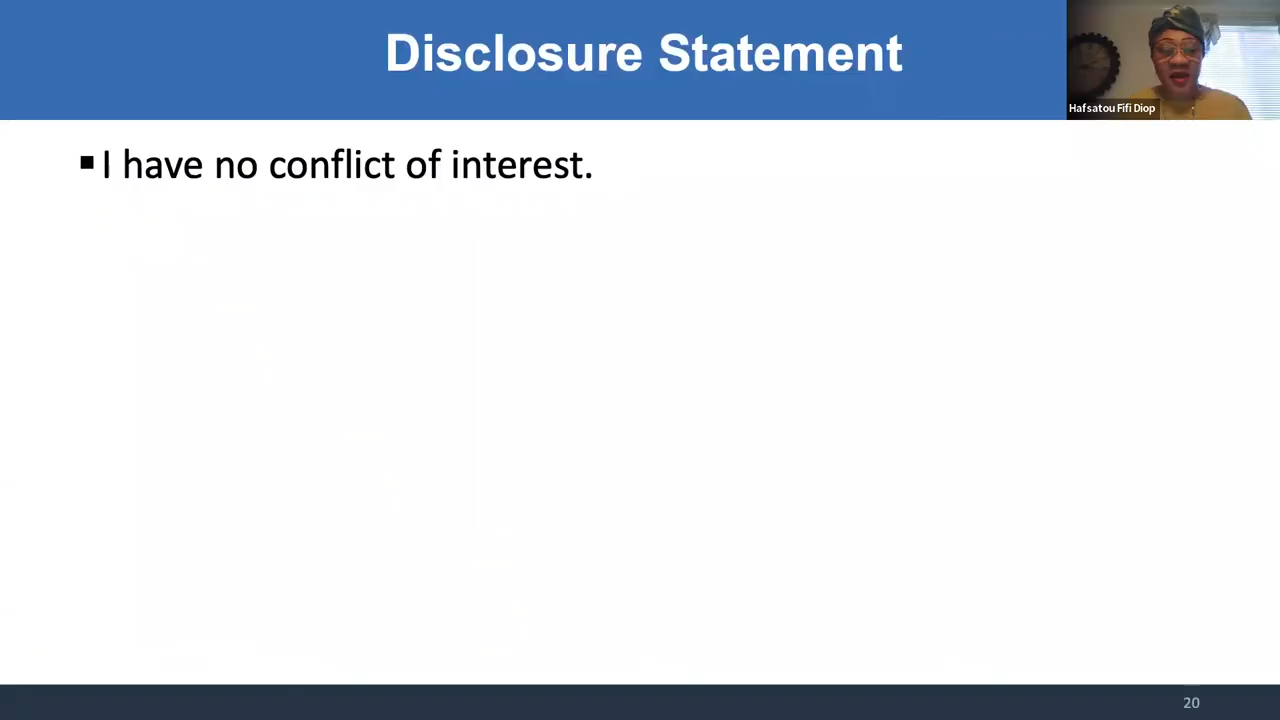 Disclosure Statement
Hafsatou Fifi Diop
▪ I have no conflict of interest.
20